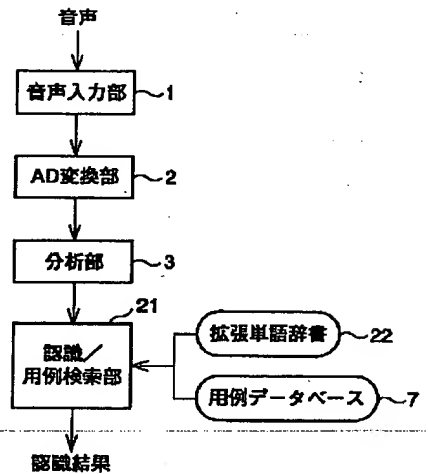 音声
音声入力部 1
AD変換部 2
分析部 3
21
認識／
用例検索部
拡張単語辞書 22
用例データベース 7
認識結果